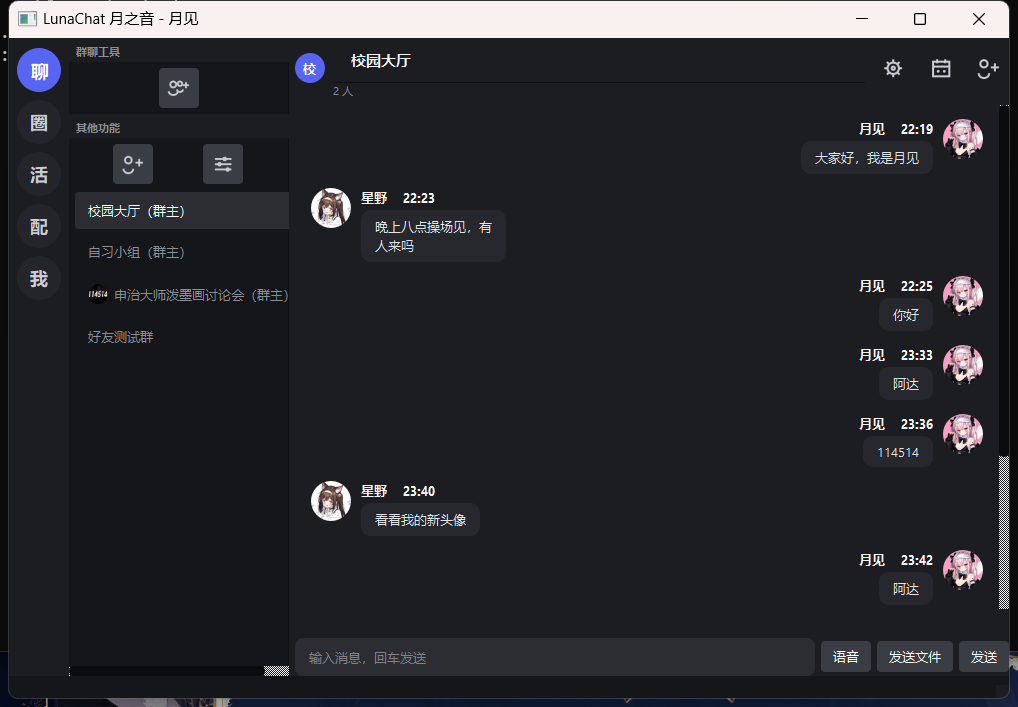 LunaChat 月之音 - 月见
聊
圈
活
配
我
群聊工具
其他功能
校园大厅（群主）
自习小组（群主）
114514 申治大师泼墨画讨论会（群主）
好友测试群
校 校园大厅
2 人
月见 22:19
大家好，我是月见
星野 22:23
晚上八点操场见，有
人来吗
月见 22:25
你好
月见 23:33
阿达
月见 23:36
114514
星野 23:40
看看我的新头像
月见 23:42
阿达
输入消息，回车发送 语音 发送文件 发送